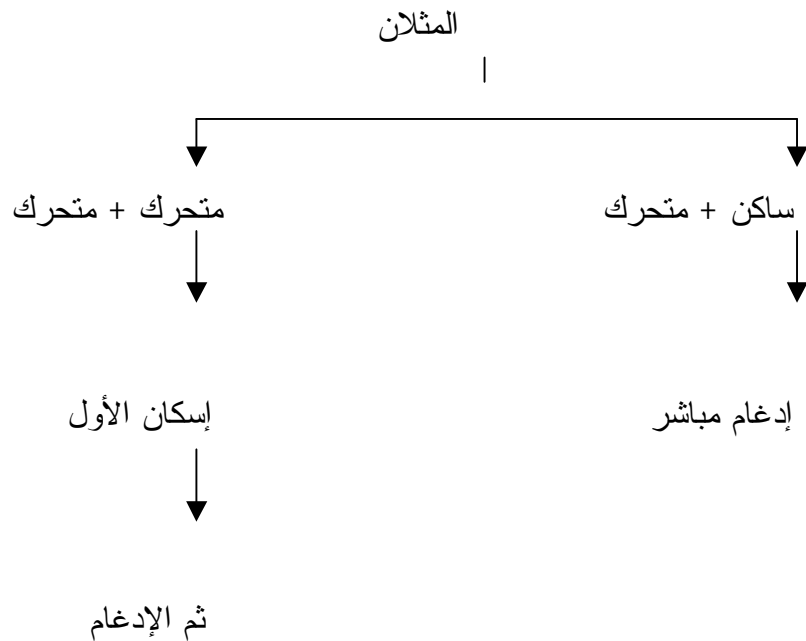 المثلان
ساكن + متحرك
متحرك + متحرك
إدغام مباشر
إسكان الأول
ثم الإدغام